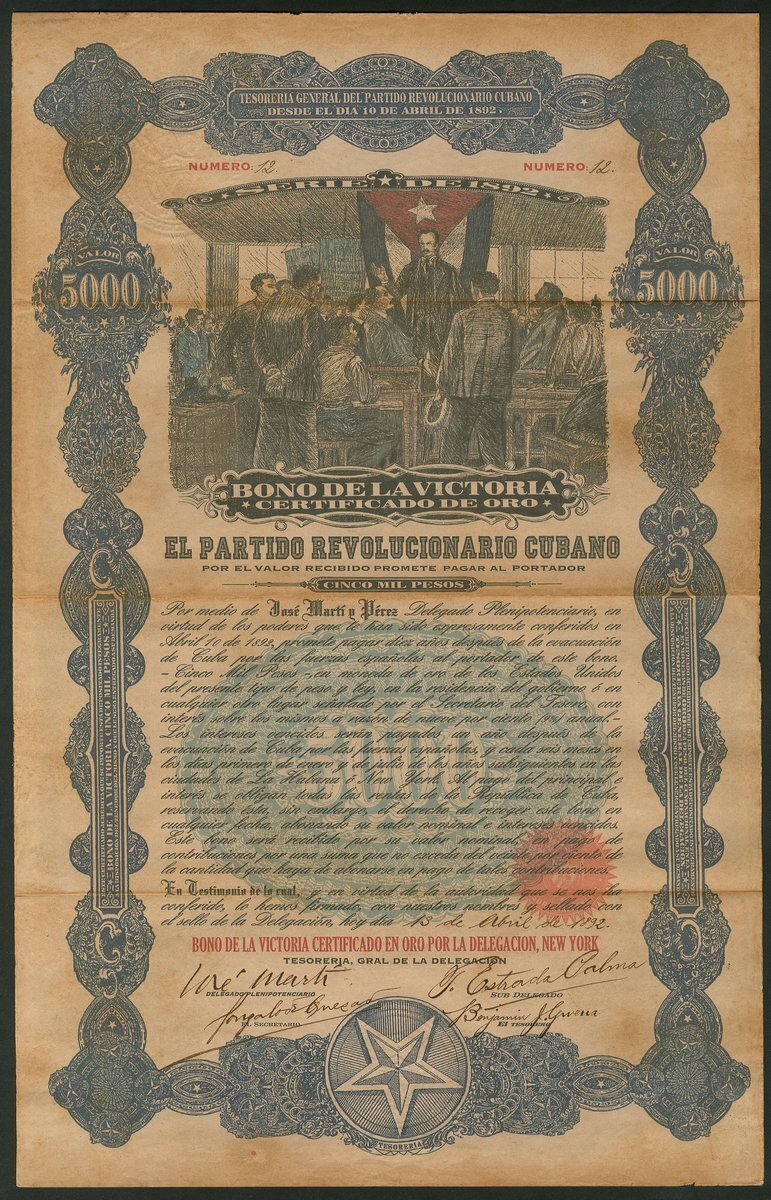 TESORERIA GENERAL DEL PARTIDO REVOLUCIONARIO CUBANO
DESDE EL DIA 10 DE ABRIL DE 1892.
NUMERO: 12.
NUMERO: 12.
SERIE DE 1892
VALOR
5000
VALOR
5000
BONO DE LA VICTORIA
CERTIFICADO DE ORO
EL PARTIDO REVOLUCIONARIO CUBANO
POR EL VALOR RECIBIDO PROMETE PAGAR AL PORTADOR
CINCO MIL PESOS
Por medio de José Martí y Pérez Delegado Plenipotenciario, en
virtud de los poderes que le han sido espresamente conferidos en
Abril 10 de 1892, promete pagar diez años después de la evacuación
de Cuba por las fuerzas españolas al portador de este bono.
-Cinco Mil Pesos-, en moneda de oro de los Estados Unidos
del presente tipo de peso y ley, en la residencia del gobierno ó en
cualquier otro lugar señalado por el Secretario del Tesoro, con
interés sobre los mismos a razón de nueve por ciento anual.-
Los intereses vencidos serán pagados un año después de la
evacuación de Cuba por las fuerzas españolas, y cada seis meses en
los días primero de enero y de julio de los años subsiguientes en las
ciudades de La Habana ó New York. Al pago del principal e
interés se obligan todas las rentas de la República de Cuba,
reservando ésta, sin embargo, el derecho de recoger este bono en
cualquier fecha, abonando su valor nominal e intereses vencidos.
Este bono será recibido por su valor nominal, en pago de
contribuciones por una suma que no exceda del veinte por ciento de
la cantidad que haya de abonarse en pago de tales contribuciones.
En Testimonio de lo cual, y en virtud de la autoridad que se nos ha
conferido, lo hemos firmado, con nuestros nombres y sellado con
el sello de la Delegación, hoy día 13 de Abril de 1892.
BONO DE LA VICTORIA CERTIFICADO EN ORO POR LA DELEGACION, NEW YORK
TESORERIA, GRAL DE LA DELEGACION
José Martí
T. Estrada Palma
DELEGADO PLENIPOTENCIARIO
SUB DELEGADO
Gonzalo de Quesada
Benjamin J. Guerra
EL SECRETARIO
El TESORERO
TESORERIA
BONO DE LA VICTORIA, CINCO MIL PESOS